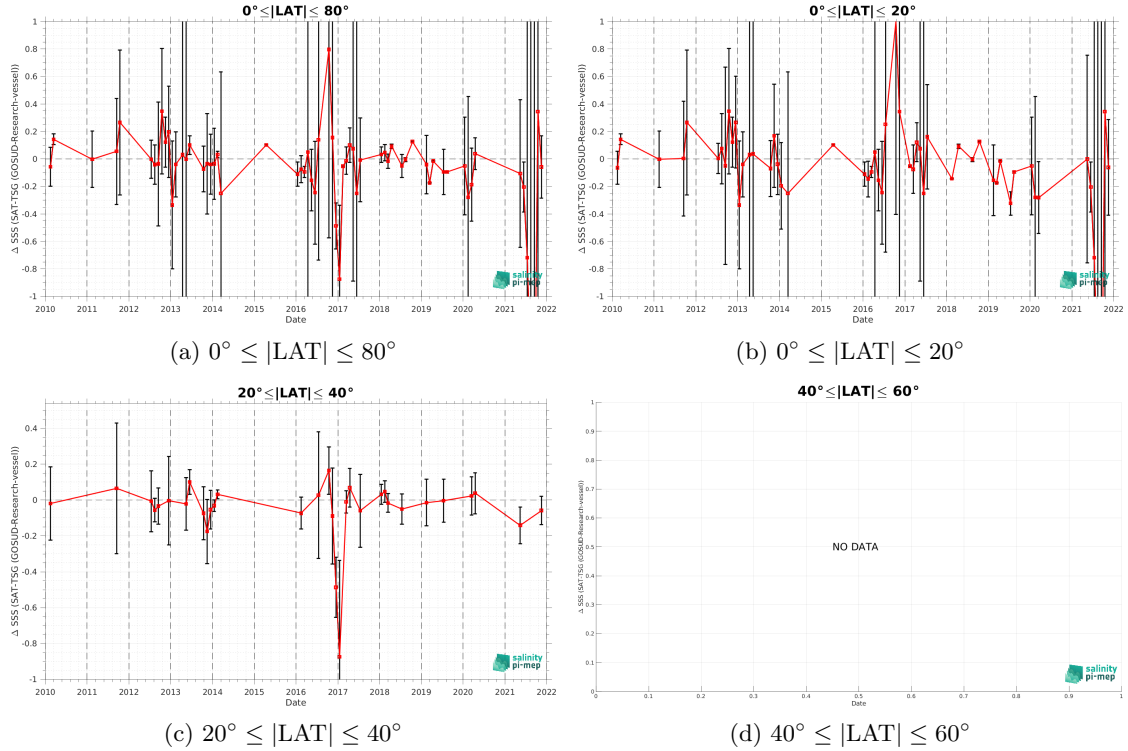 0°≤|LAT|≤ 80°
Δ SSS (SAT-TSG (GOSUD-Research-vessel))
1
0.8
0.6
0.4
0.2
0
-0.2
-0.4
-0.6
-0.8
-1
2010 2011 2012 2013 2014 2015 2016 2017 2018 2019 2020 2021 2022
Date
salinity
pi-mep
(a) 0° ≤ |LAT| ≤ 80°
0°≤|LAT|≤ 20°
Δ SSS (SAT-TSG (GOSUD-Research-vessel))
1
0.8
0.6
0.4
0.2
0
-0.2
-0.4
-0.6
-0.8
-1
2010 2011 2012 2013 2014 2015 2016 2017 2018 2019 2020 2021 2022
Date
salinity
pi-mep
(b) 0° ≤ |LAT| ≤ 20°
20°≤|LAT|≤ 40°
Δ SSS (SAT-TSG (GOSUD-Research-vessel))
0.4
0.2
0
-0.2
-0.4
-0.6
-0.8
-1
2010 2011 2012 2013 2014 2015 2016 2017 2018 2019 2020 2021 2022
Date
salinity
pi-mep
(c) 20° ≤ |LAT| ≤ 40°
40°≤|LAT|≤ 60°
Δ SSS (SAT-TSG (GOSUD-Research-vessel))
1
0.9
0.8
0.7
0.6
0.5
0.4
0.3
0.2
0.1
0
NO DATA
0 0.1 0.2 0.3 0.4 0.5 0.6 0.7 0.8 0.9 1
Date
salinity
pi-mep
(d) 40° ≤ |LAT| ≤ 60°